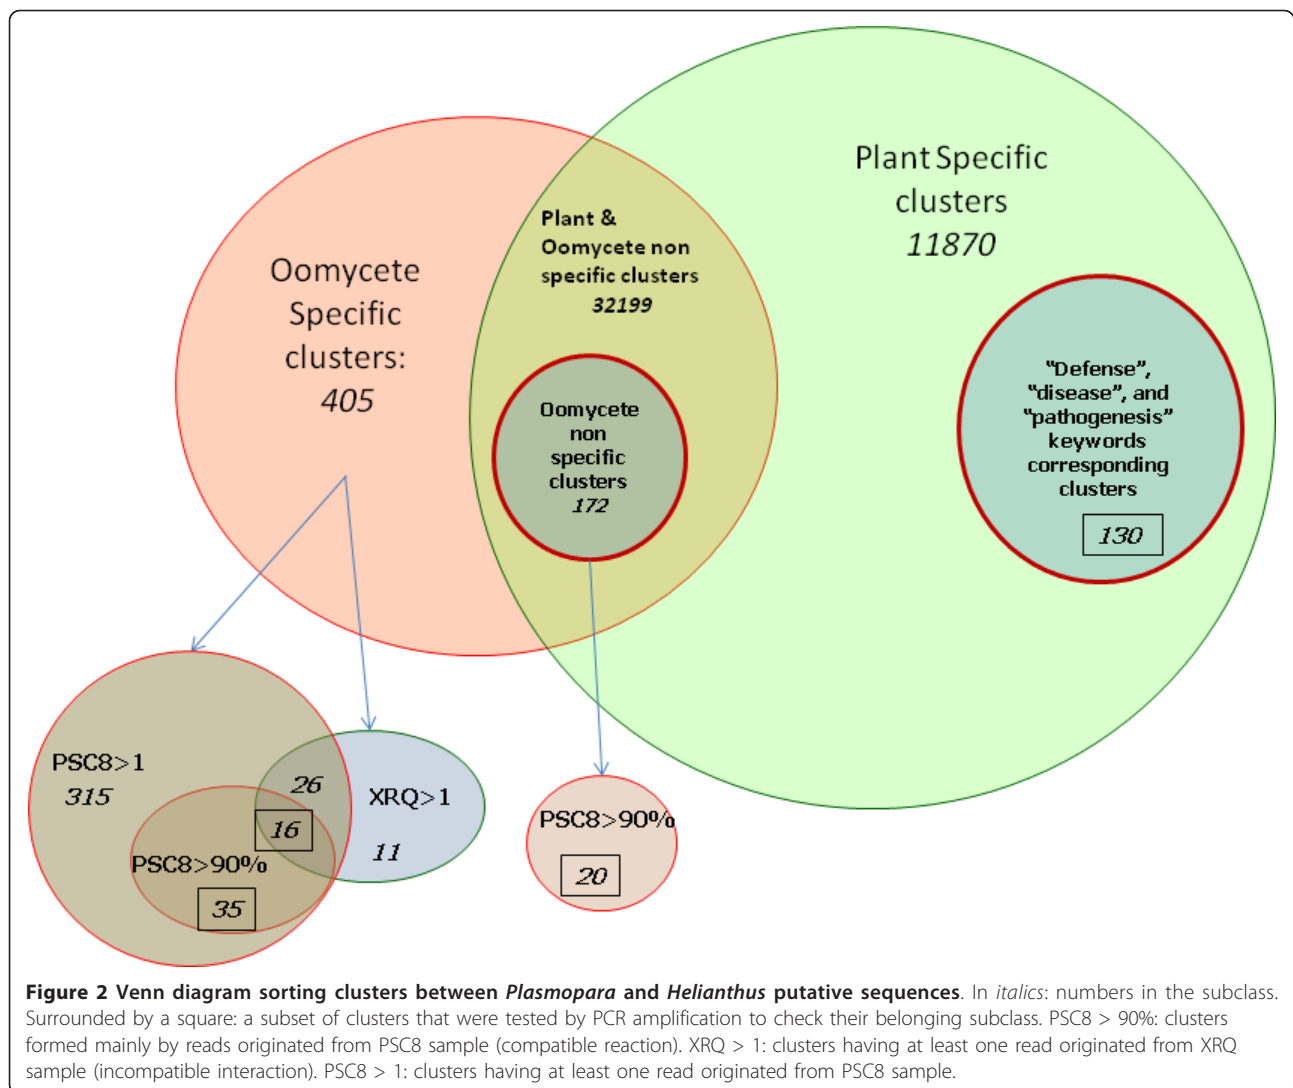 Oomycete
Specific
clusters:
405
Plant &
Oomycete non
specific clusters
32199
Plant Specific
clusters
11870
Oomycete
non
specific
clusters
172
"Defense",
"disease", and
"pathogenesis"
keywords
corresponding
clusters
130
PSC8>1
315
26
16
XRQ>1
11
PSC8>90%
35
PSC8>90%
20
Figure 2 Venn diagram sorting clusters between Plasmopara and Helianthus putative sequences. In italics: numbers in the subclass.
Surrounded by a square: a subset of clusters that were tested by PCR amplification to check their belonging subclass. PSC8 > 90%: clusters
formed mainly by reads originated from PSC8 sample (compatible reaction). XRQ > 1: clusters having at least one read originated from XRQ
sample (incompatible interaction). PSC8 > 1: clusters having at least one read originated from PSC8 sample.